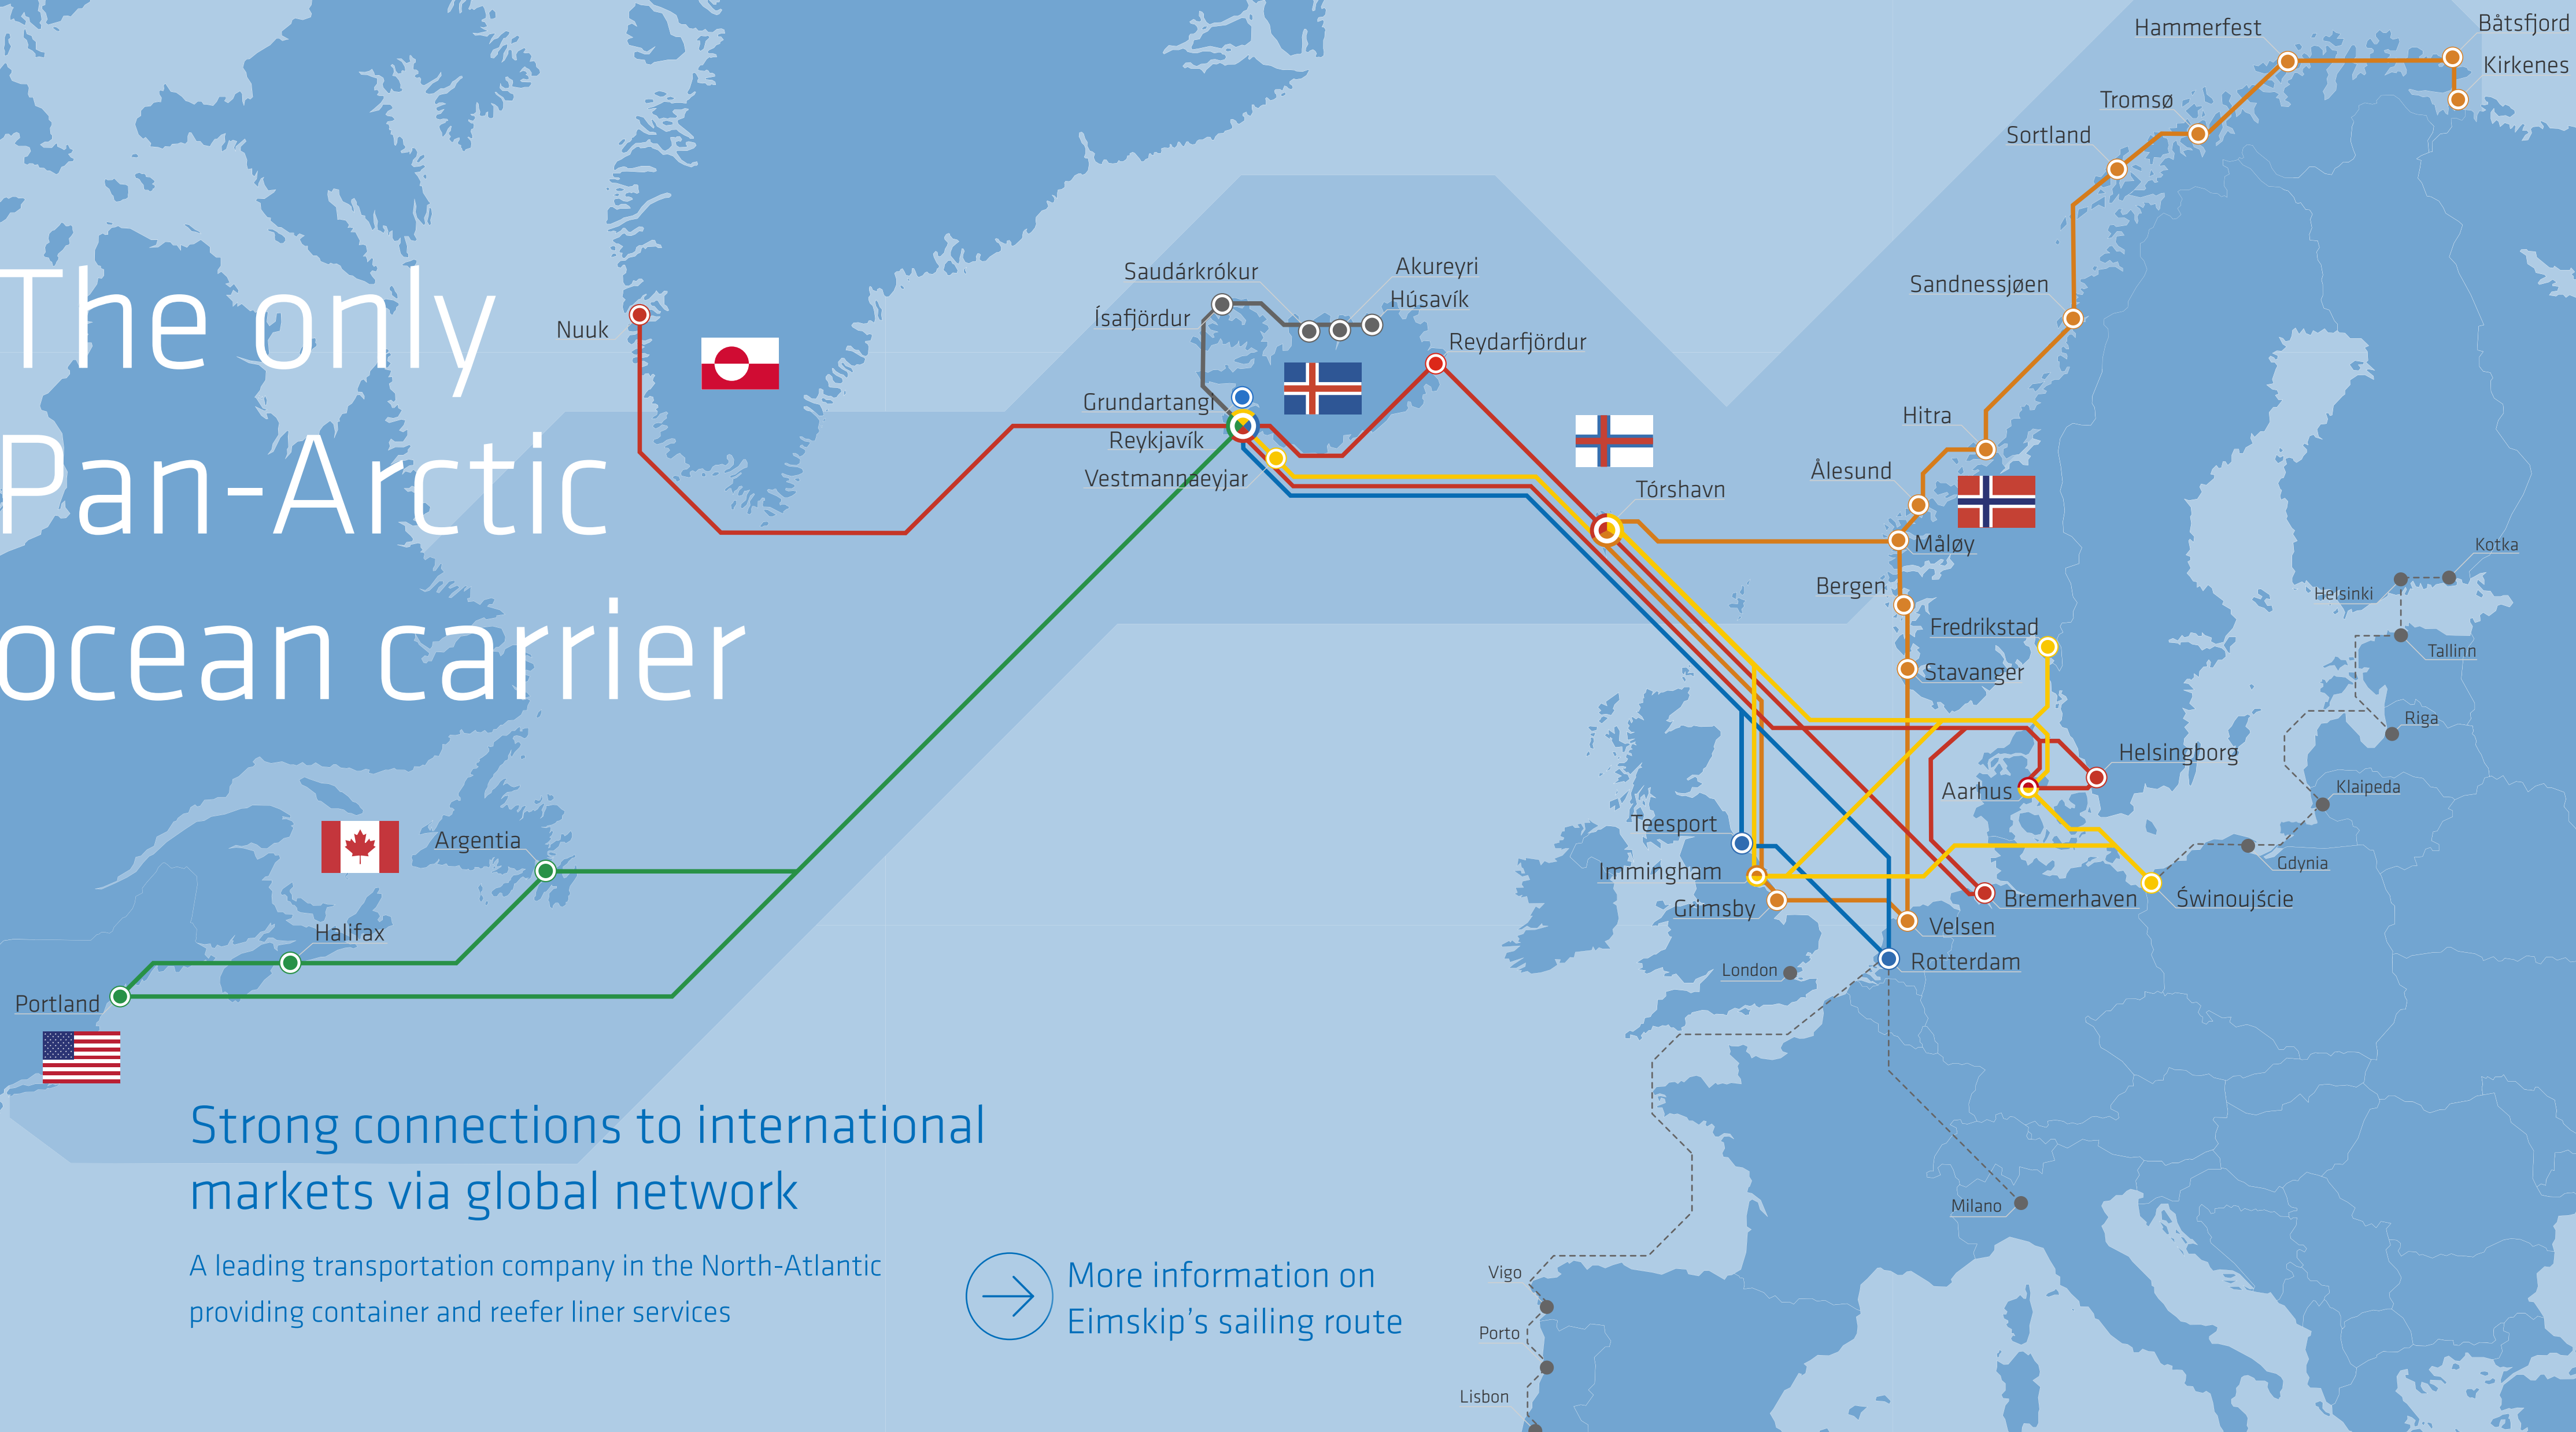 The only
Pan-Arctic
ocean carrier
Hammerfest
Båtsfjord
Kirkenes
Tromsø
Sortland
Sandnessjøen
Hitra
Ålesund
Måløy
Bergen
Fredrikstad
Stavanger
Nuuk
Saudárkrókur
Akureyri
Húsavík
Ísafjördur
Reydarfjördur
Grundartangi
Reykjavík
Vestmannaeyjar
Tórshavn
Kotka
Helsinki
Tallinn
Riga
Klaipeda
Gdynia
Helsingborg
Aarhus
Teesport
Immingham
Grimsby
Bremerhaven
Świnoujście
Velsen
Rotterdam
London
Argentia
Halifax
Portland
Milano
Vigo
Porto
Lisbon
Strong connections to international
markets via global network
A leading transportation company in the North-Atlantic
providing container and reefer liner services
More information on
Eimskip's sailing route